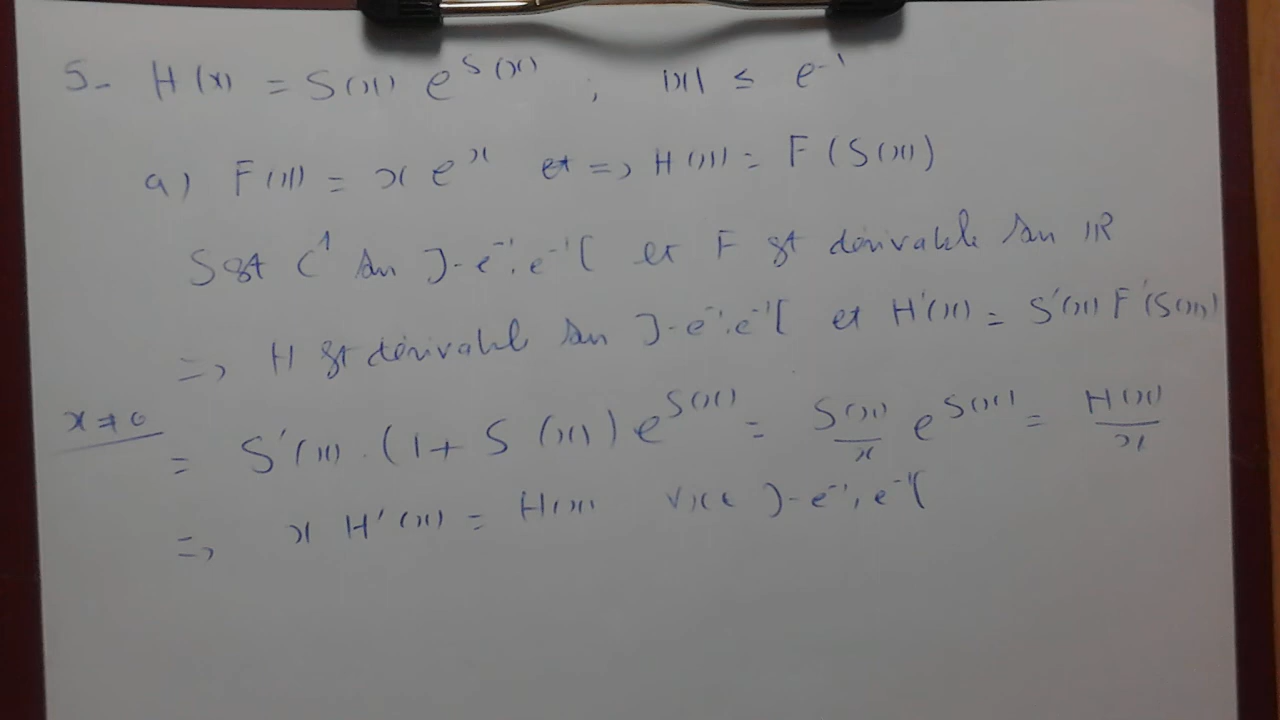 5- H(x) = S(x) e^{S(x)} ; |x| ≤ e^{-1}
a) F(x) = x e^x et => H(x) = F(S(x))
S est C^1 sur ]-e^{-1}, e^{-1}[ et F est dérivable sur IR
=> H est dérivable sur ]-e^{-1}, e^{-1}[ et H'(x) = S'(x) F'(S(x))
x ≠ 0
= S'(x) . (1 + S(x)) e^{S(x)} = S(x)/x e^{S(x)} = H(x)/x
=> x H'(x) = H(x) ∀x ∈ ]-e^{-1}, e^{-1}[